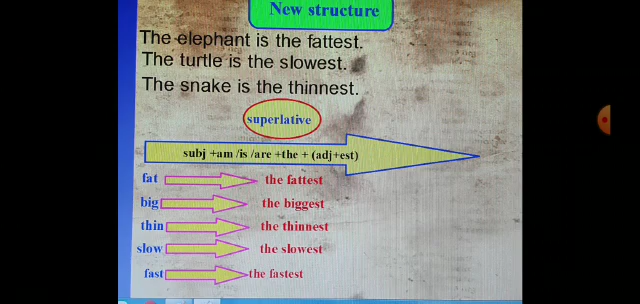 New structure
The elephant is the fattest.
The turtle is the slowest.
The snake is the thinnest.
superlative
subj +am /is /are +the + (adj+est)
fat the fattest
big the biggest
thin the thinnest
slow the slowest
fast the fastest